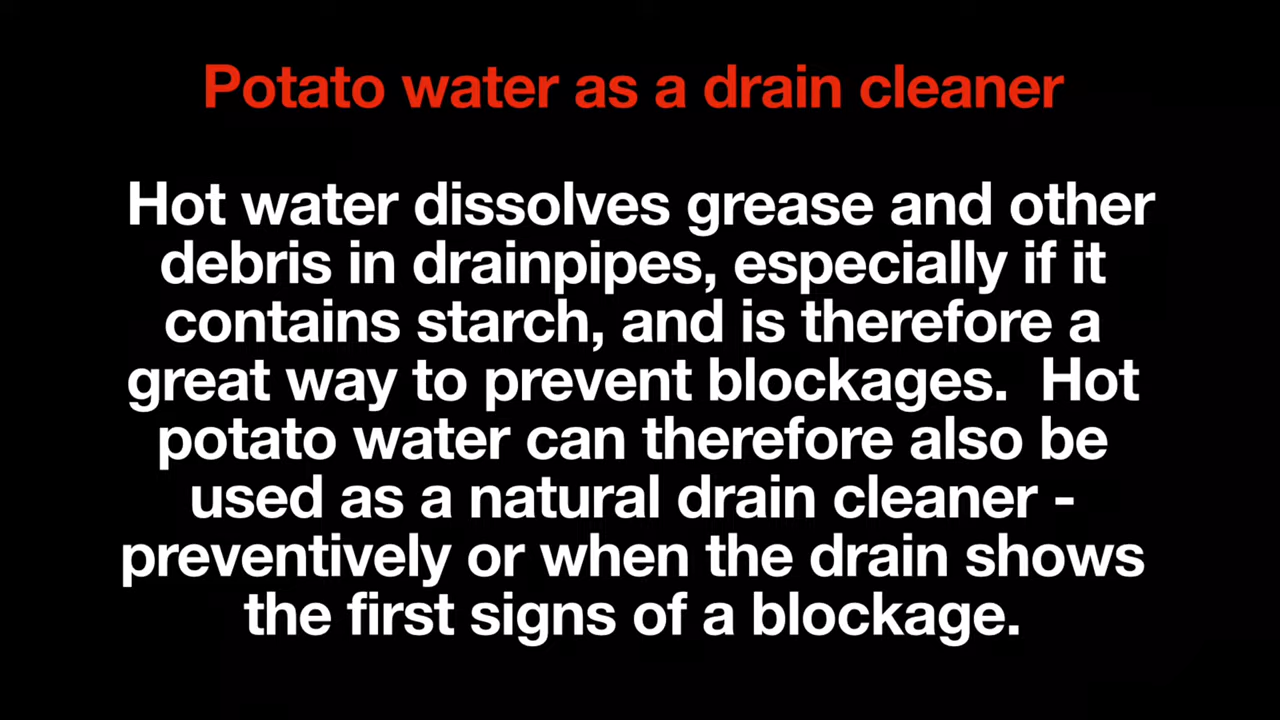 Potato water as a drain cleaner
Hot water dissolves grease and other
debris in drainpipes, especially if it
contains starch, and is therefore a
great way to prevent blockages.  Hot
potato water can therefore also be
used as a natural drain cleaner -
preventively or when the drain shows
the first signs of a blockage.